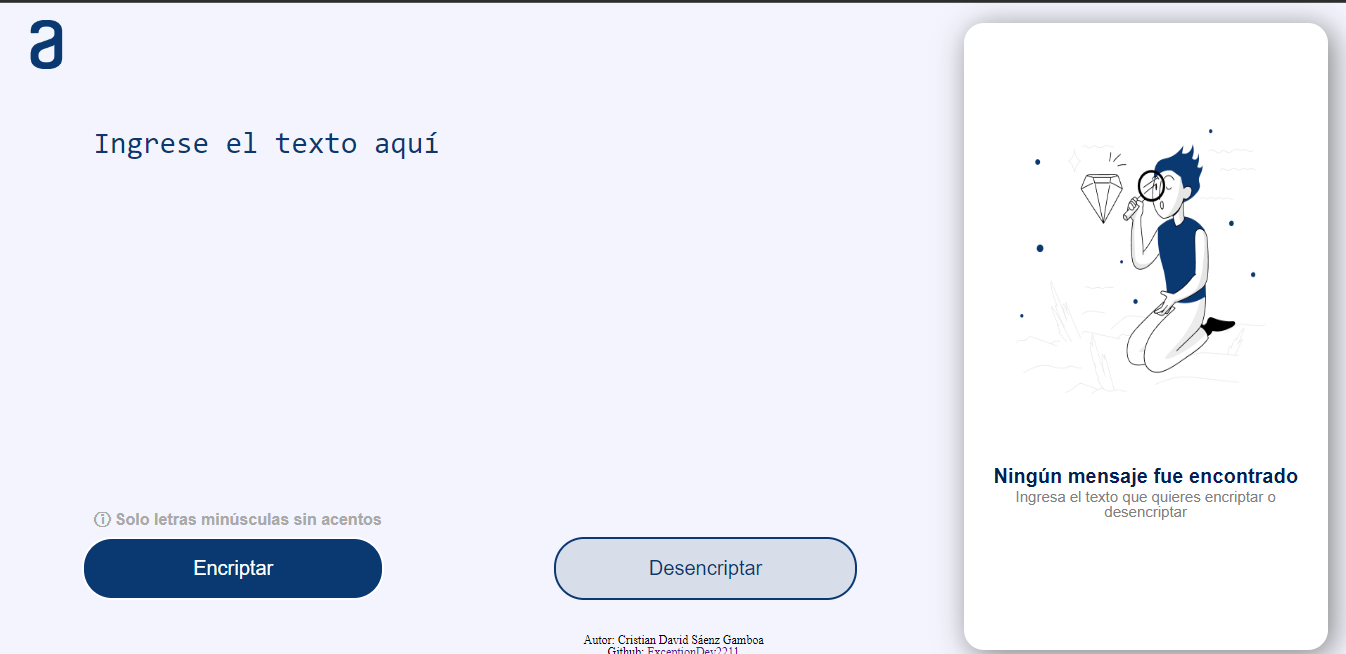 a
Ingrese el texto aquí
Solo letras minúsculas sin acentos
Encriptar
Desencriptar
Ningún mensaje fue encontrado
Ingresa el texto que quieres encriptar o
desencriptar
Autor: Cristian David Sáenz Gamboa
Github: ExceptionDev2211